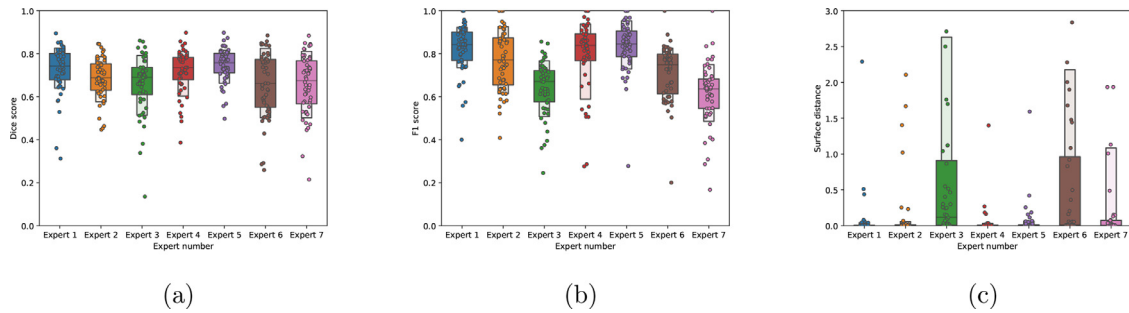 1.0
0.8
0.6
0.4
0.2
0.0
Dice score
Expert 1 Expert 2 Expert 3 Expert 4 Expert 5 Expert 6 Expert 7
Expert number
(a)
1.0
0.8
0.6
0.4
0.2
0.0
F1 score
Expert 1 Expert 2 Expert 3 Expert 4 Expert 5 Expert 6 Expert 7
Expert number
(b)
3.0
2.5
2.0
1.5
1.0
0.5
0.0
Surface distance
Expert 1 Expert 2 Expert 3 Expert 4 Expert 5 Expert 6 Expert 7
Expert number
(c)